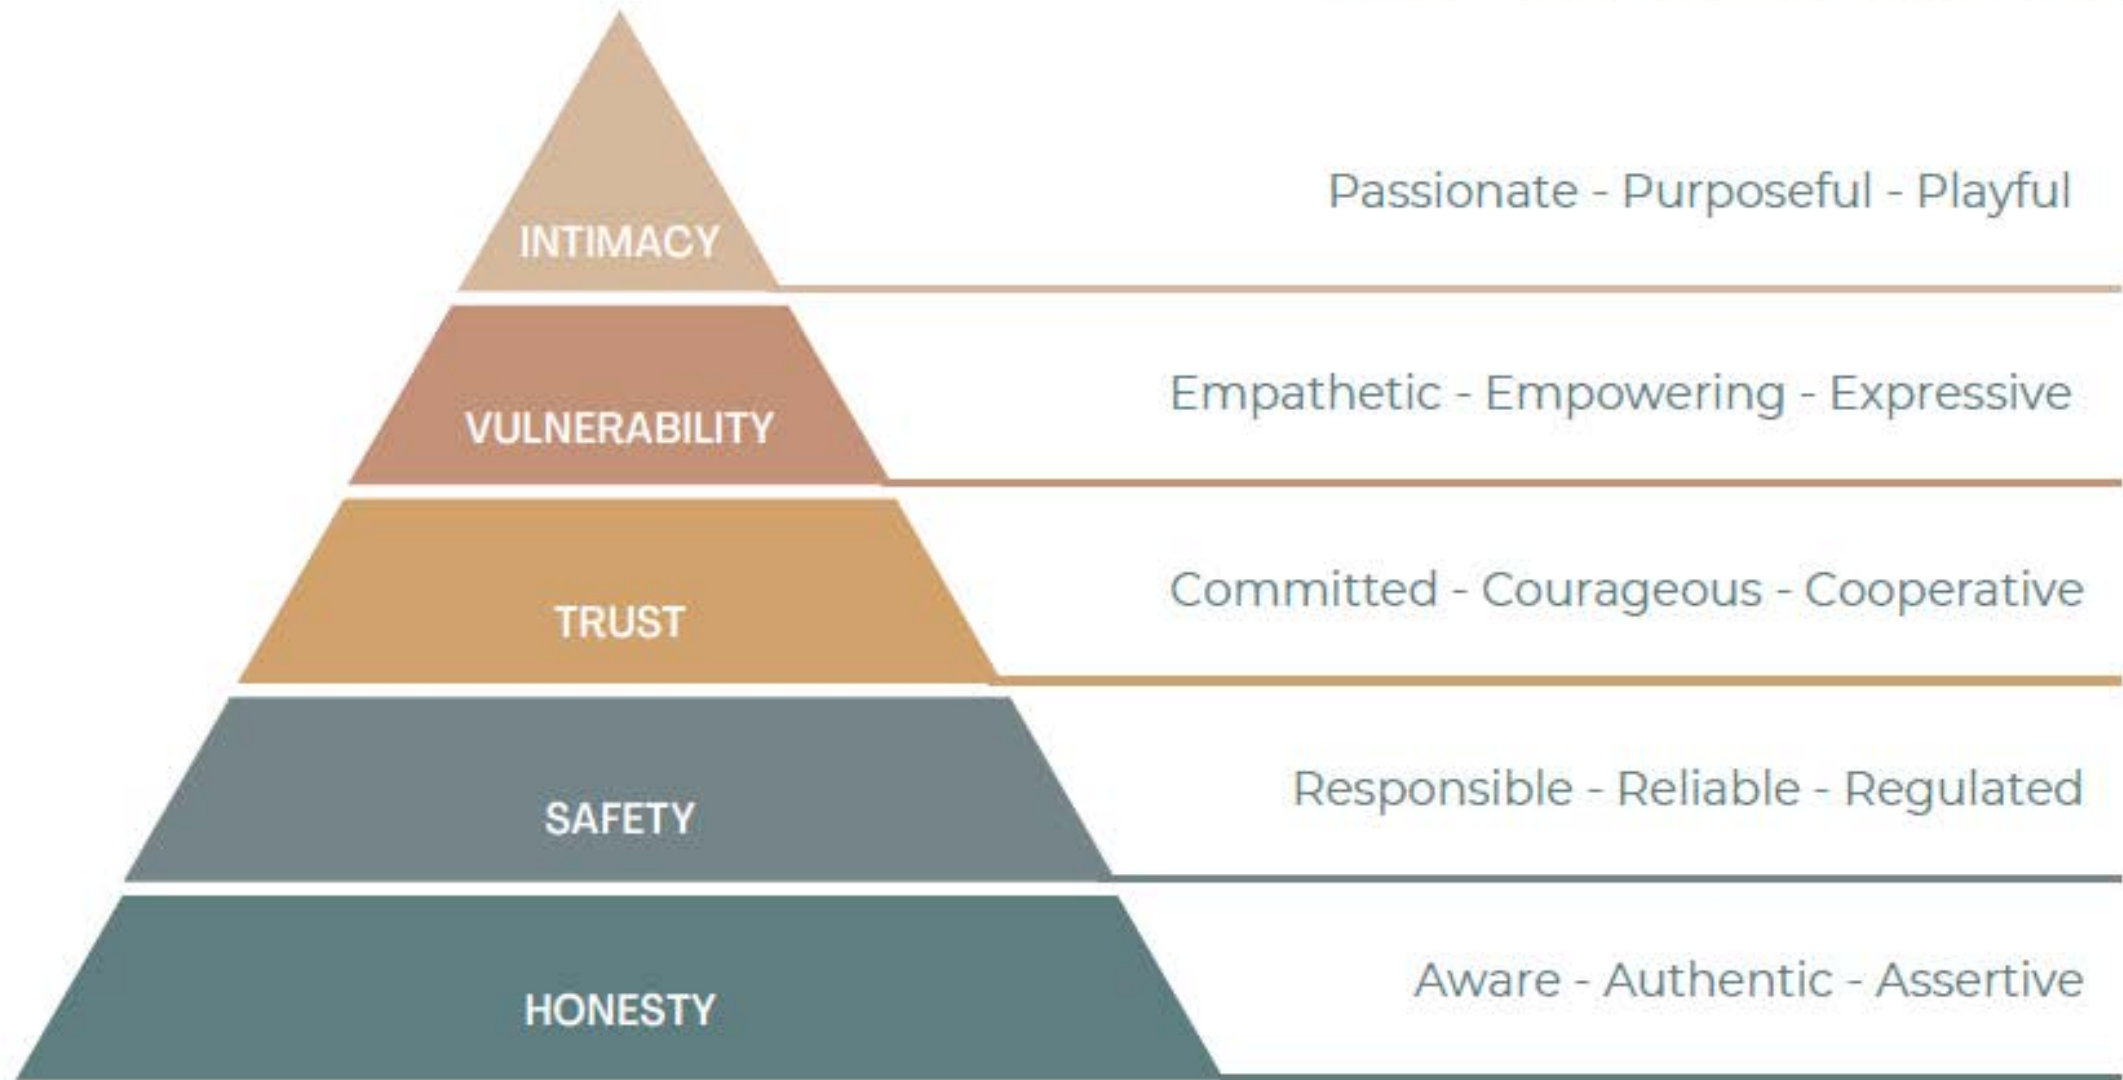 Passionate - Purposeful - Playful
INTIMACY
Empathetic - Empowering - Expressive
VULNERABILITY
Committed - Courageous - Cooperative
TRUST
Responsible - Reliable - Regulated
SAFETY
Aware - Authentic - Assertive
HONESTY